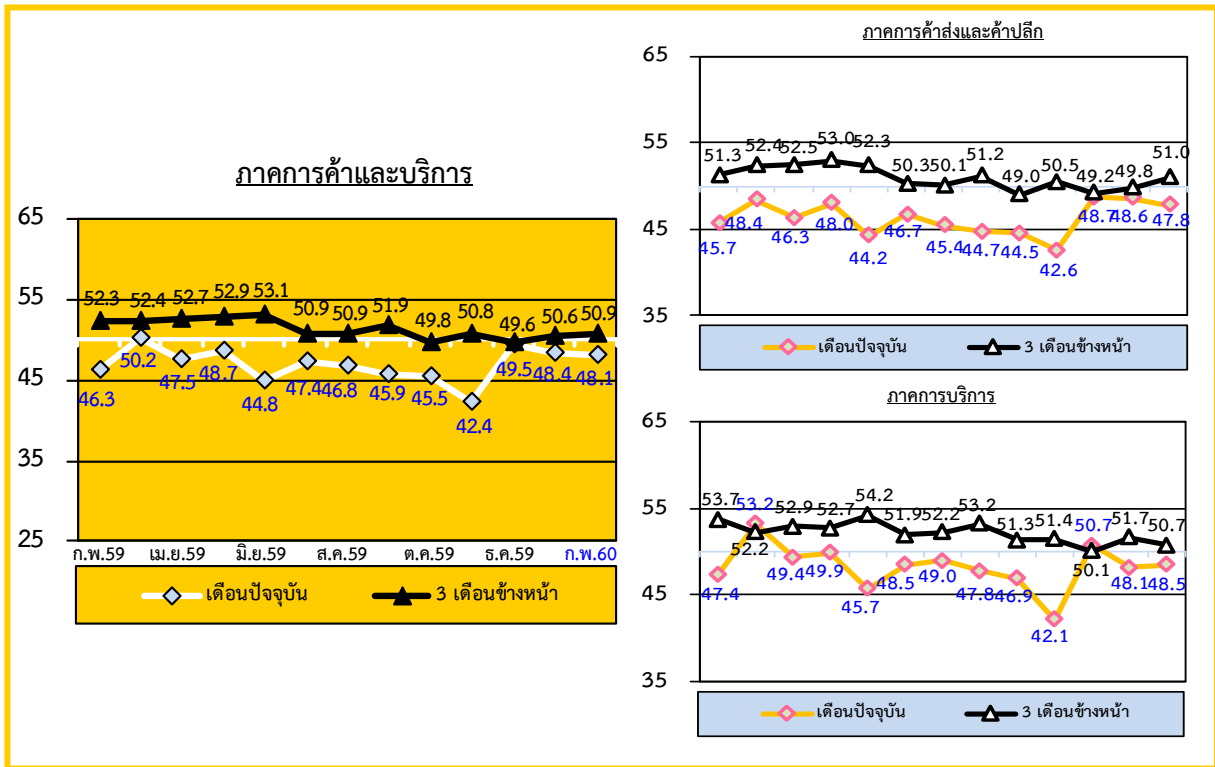 ภาคการค้าและบริการ
65
55
45
35
25
52.3 52.4 52.7 52.9 53.1 50.9 50.9 51.9 49.8 50.8 49.6 50.6 50.9
46.3 50.2 47.5 48.7 44.8 47.4 46.8 45.9 45.5 42.4 49.5 48.4 48.1
ก.พ.59 เม.ย.59 มิ.ย.59 ส.ค.59 ต.ค.59 ธ.ค.59 ก.พ.60
เดือนปัจจุบัน 3 เดือนข้างหน้า
ภาคการค้าส่งและค้าปลีก
65
55
45
35
51.3 52.4 52.5 53.0 52.3 50.3 50.1 51.2 49.0 50.5 49.2 49.8 51.0
45.7 48.4 46.3 48.0 44.2 46.7 45.4 44.7 44.5 42.6 48.7 48.6 47.8
เดือนปัจจุบัน 3 เดือนข้างหน้า
ภาคการบริการ
65
55
45
35
53.7 52.2 52.9 52.7 54.2 51.9 52.2 53.2 51.3 51.4 50.1 51.7 50.7
47.4 53.2 49.4 49.9 45.7 48.5 49.0 47.8 46.9 42.1 50.7 48.1 48.5
เดือนปัจจุบัน 3 เดือนข้างหน้า